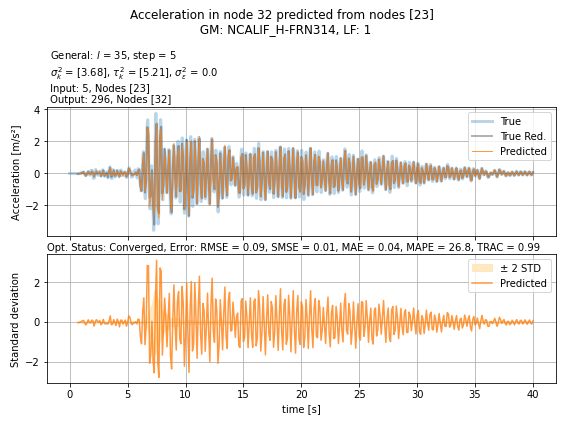 Acceleration in node 32 predicted from nodes [23]
GM: NCALIF_H-FRN314, LF: 1
General: l = 35, step = 5
σ²ₖ = [3.68], τ²ₖ = [5.21], σ²ₑ = 0.0
Input: 5, Nodes [23]
Output: 296, Nodes [32]
Acceleration [m/s²]
4
2
0
−2
True
True Red.
Predicted
Opt. Status: Converged, Error: RMSE = 0.09, SMSE = 0.01, MAE = 0.04, MAPE = 26.8, TRAC = 0.99
Standard deviation
2
0
−2
± 2 STD
Predicted
0 5 10 15 20 25 30 35 40
time [s]